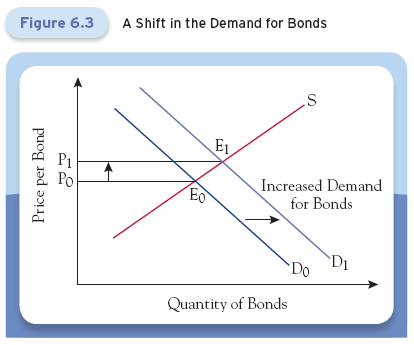 Figure 6.3 A Shift in the Demand for Bonds
S
E1
P1
P0
E0
Increased Demand
for Bonds
D0
D1
Price per Bond
Quantity of Bonds